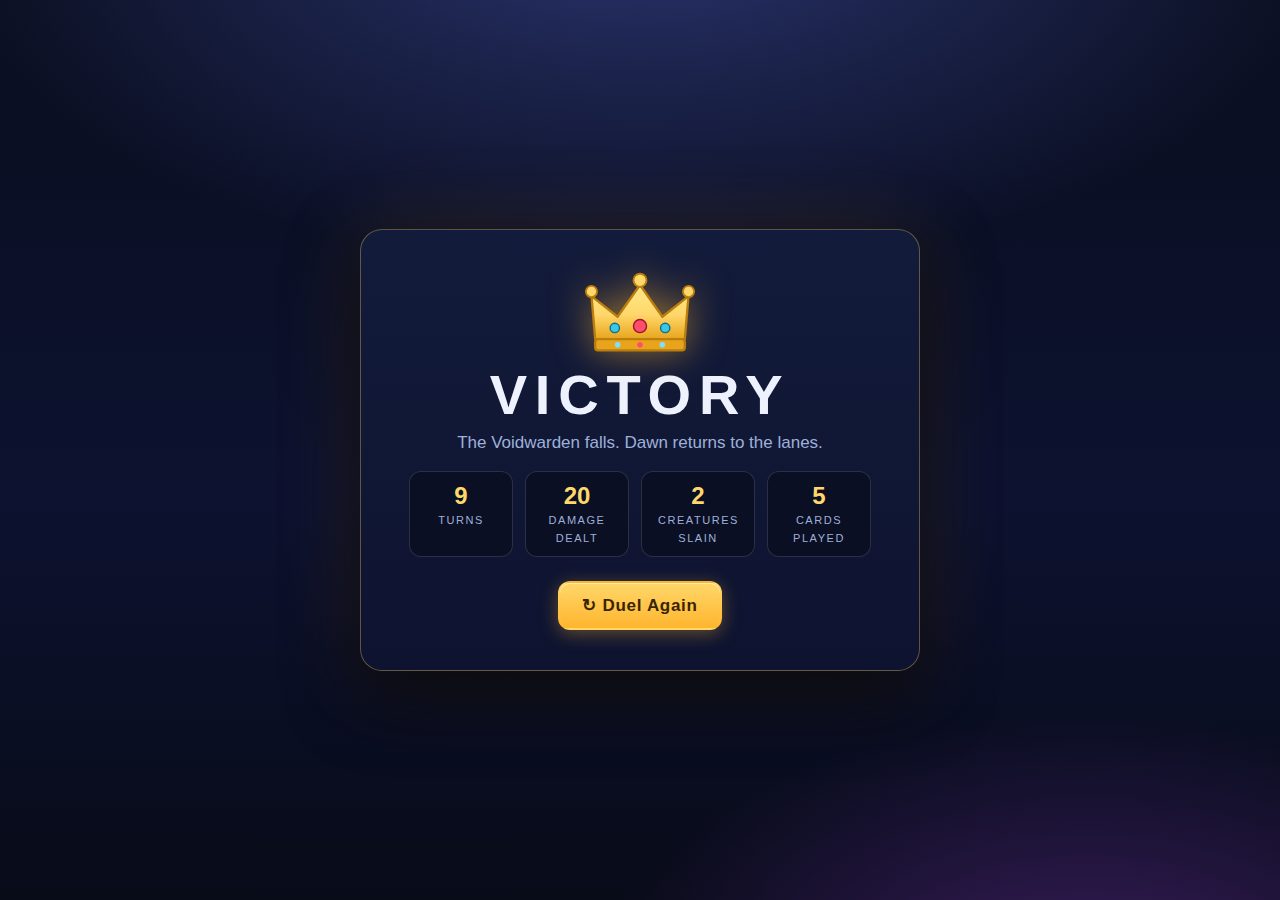 VICTORY
The Voidwarden falls. Dawn returns to the lanes.
9
TURNS
20
DAMAGE
DEALT
2
CREATURES
SLAIN
5
CARDS
PLAYED
↻ Duel Again